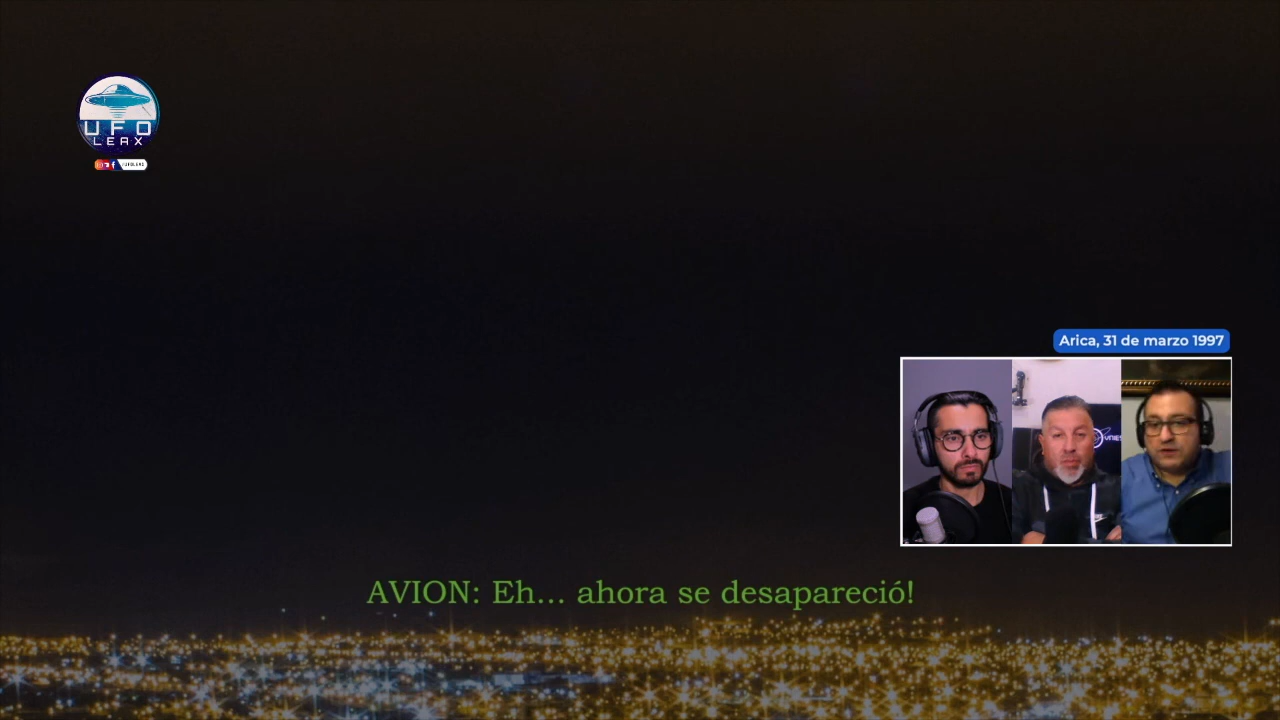 UFO
LEAX
Arica, 31 de marzo 1997
AVION: Eh... ahora se desapareció!